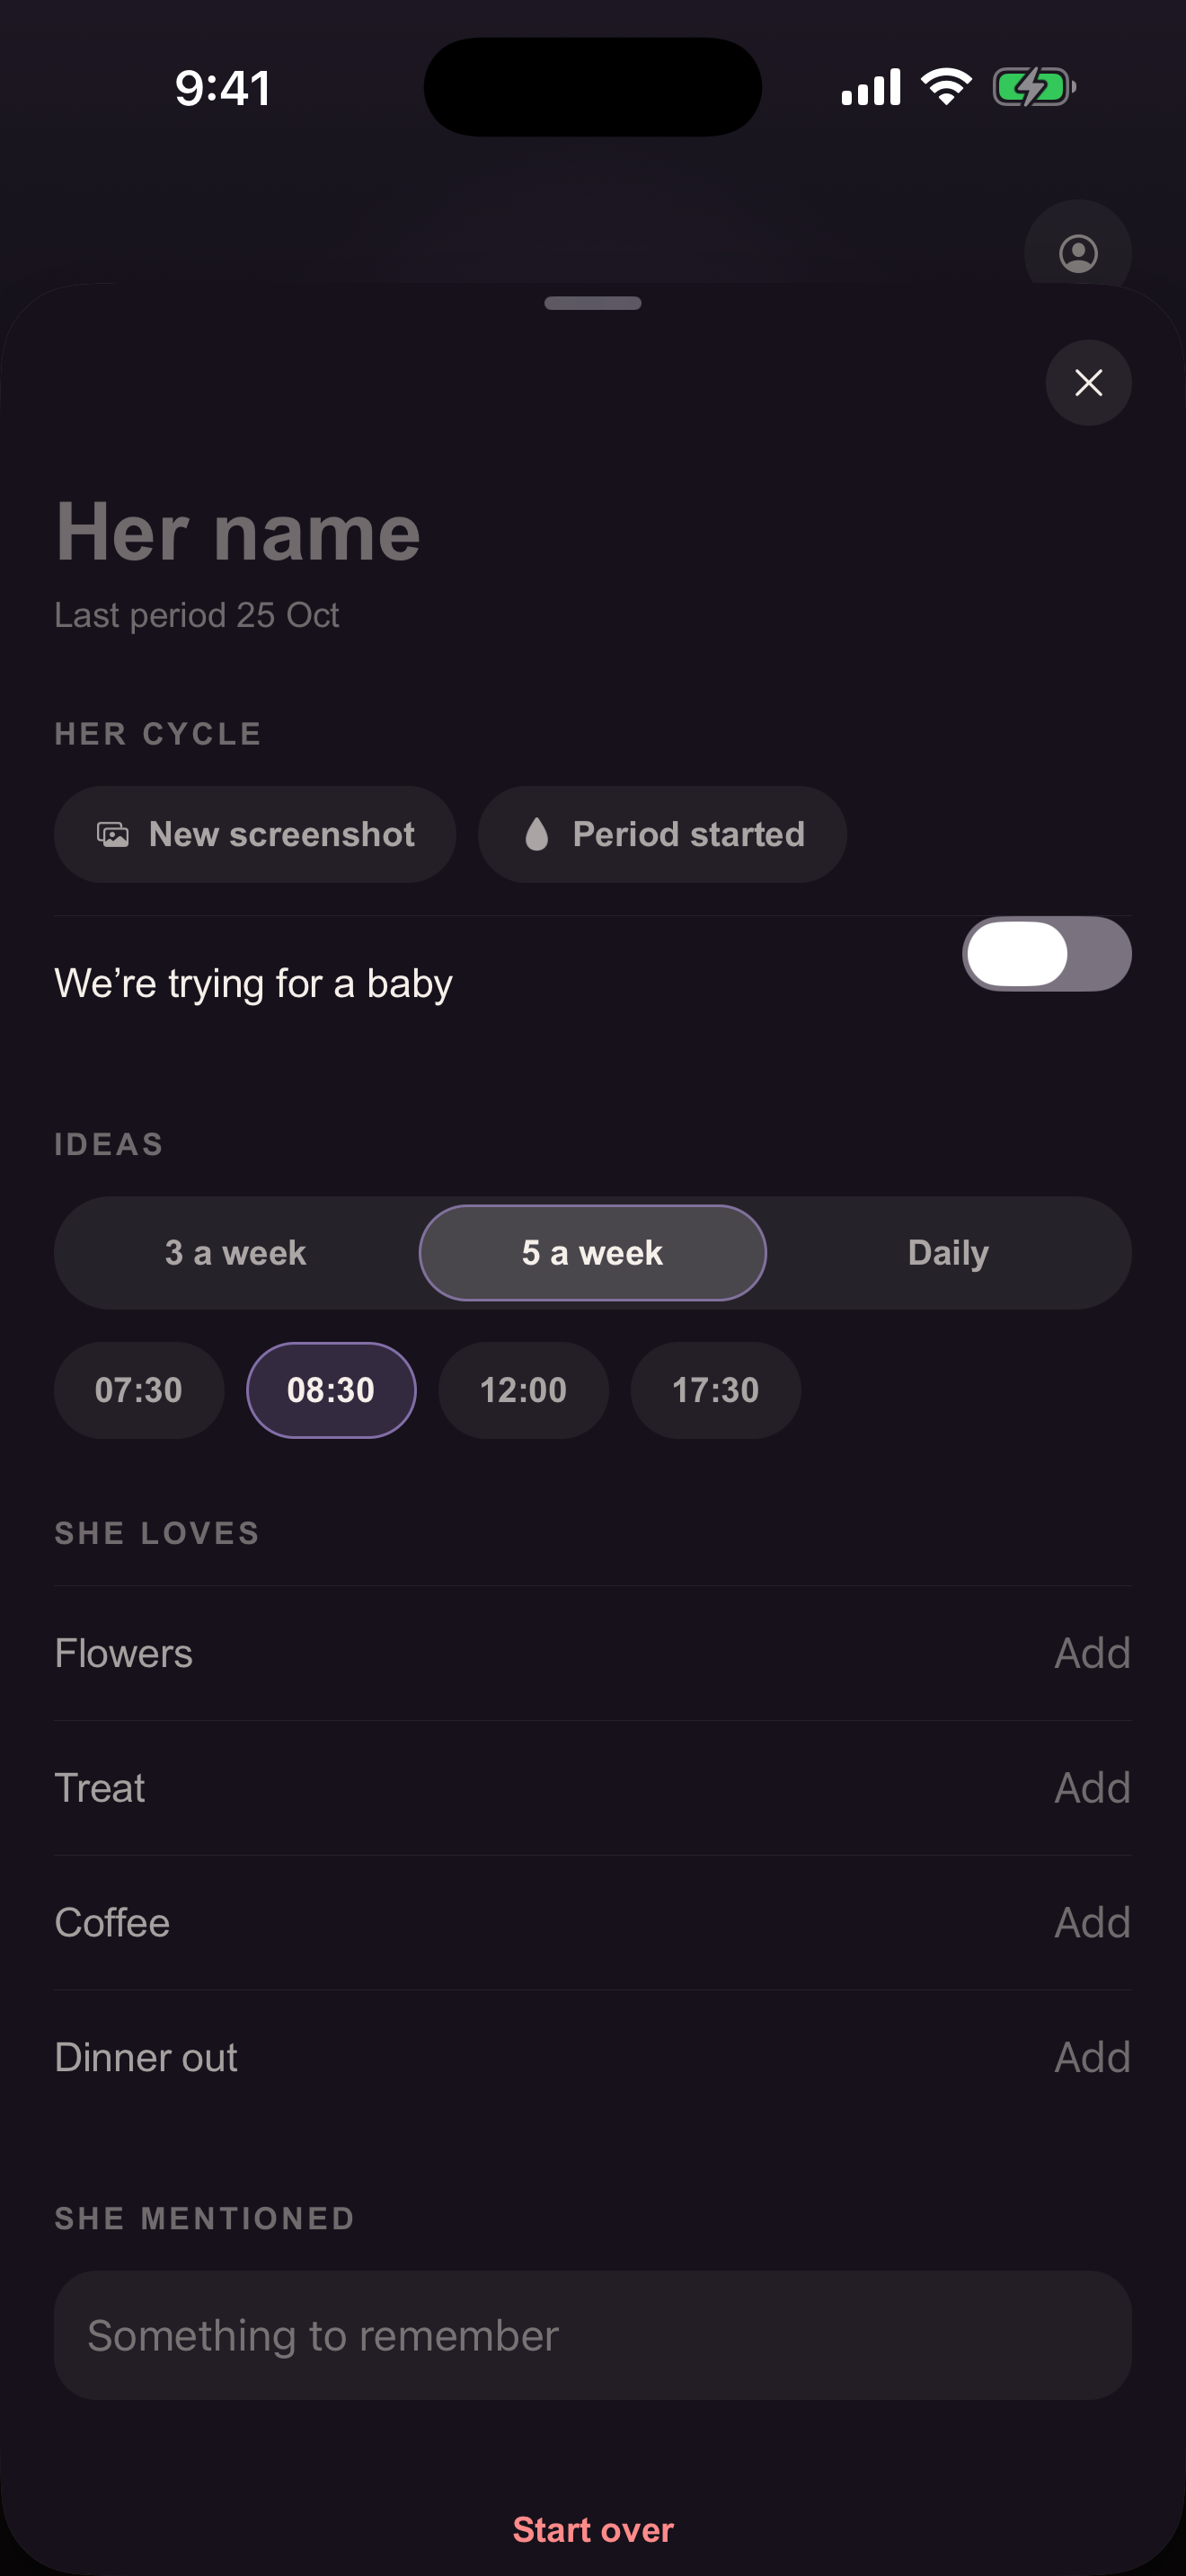 9:41
Her name
Last period 25 Oct
HER CYCLE
New screenshot
Period started
We’re trying for a baby
IDEAS
3 a week
5 a week
Daily
07:30
08:30
12:00
17:30
SHE LOVES
Flowers
Add
Treat
Add
Coffee
Add
Dinner out
Add
SHE MENTIONED
Something to remember
Start over